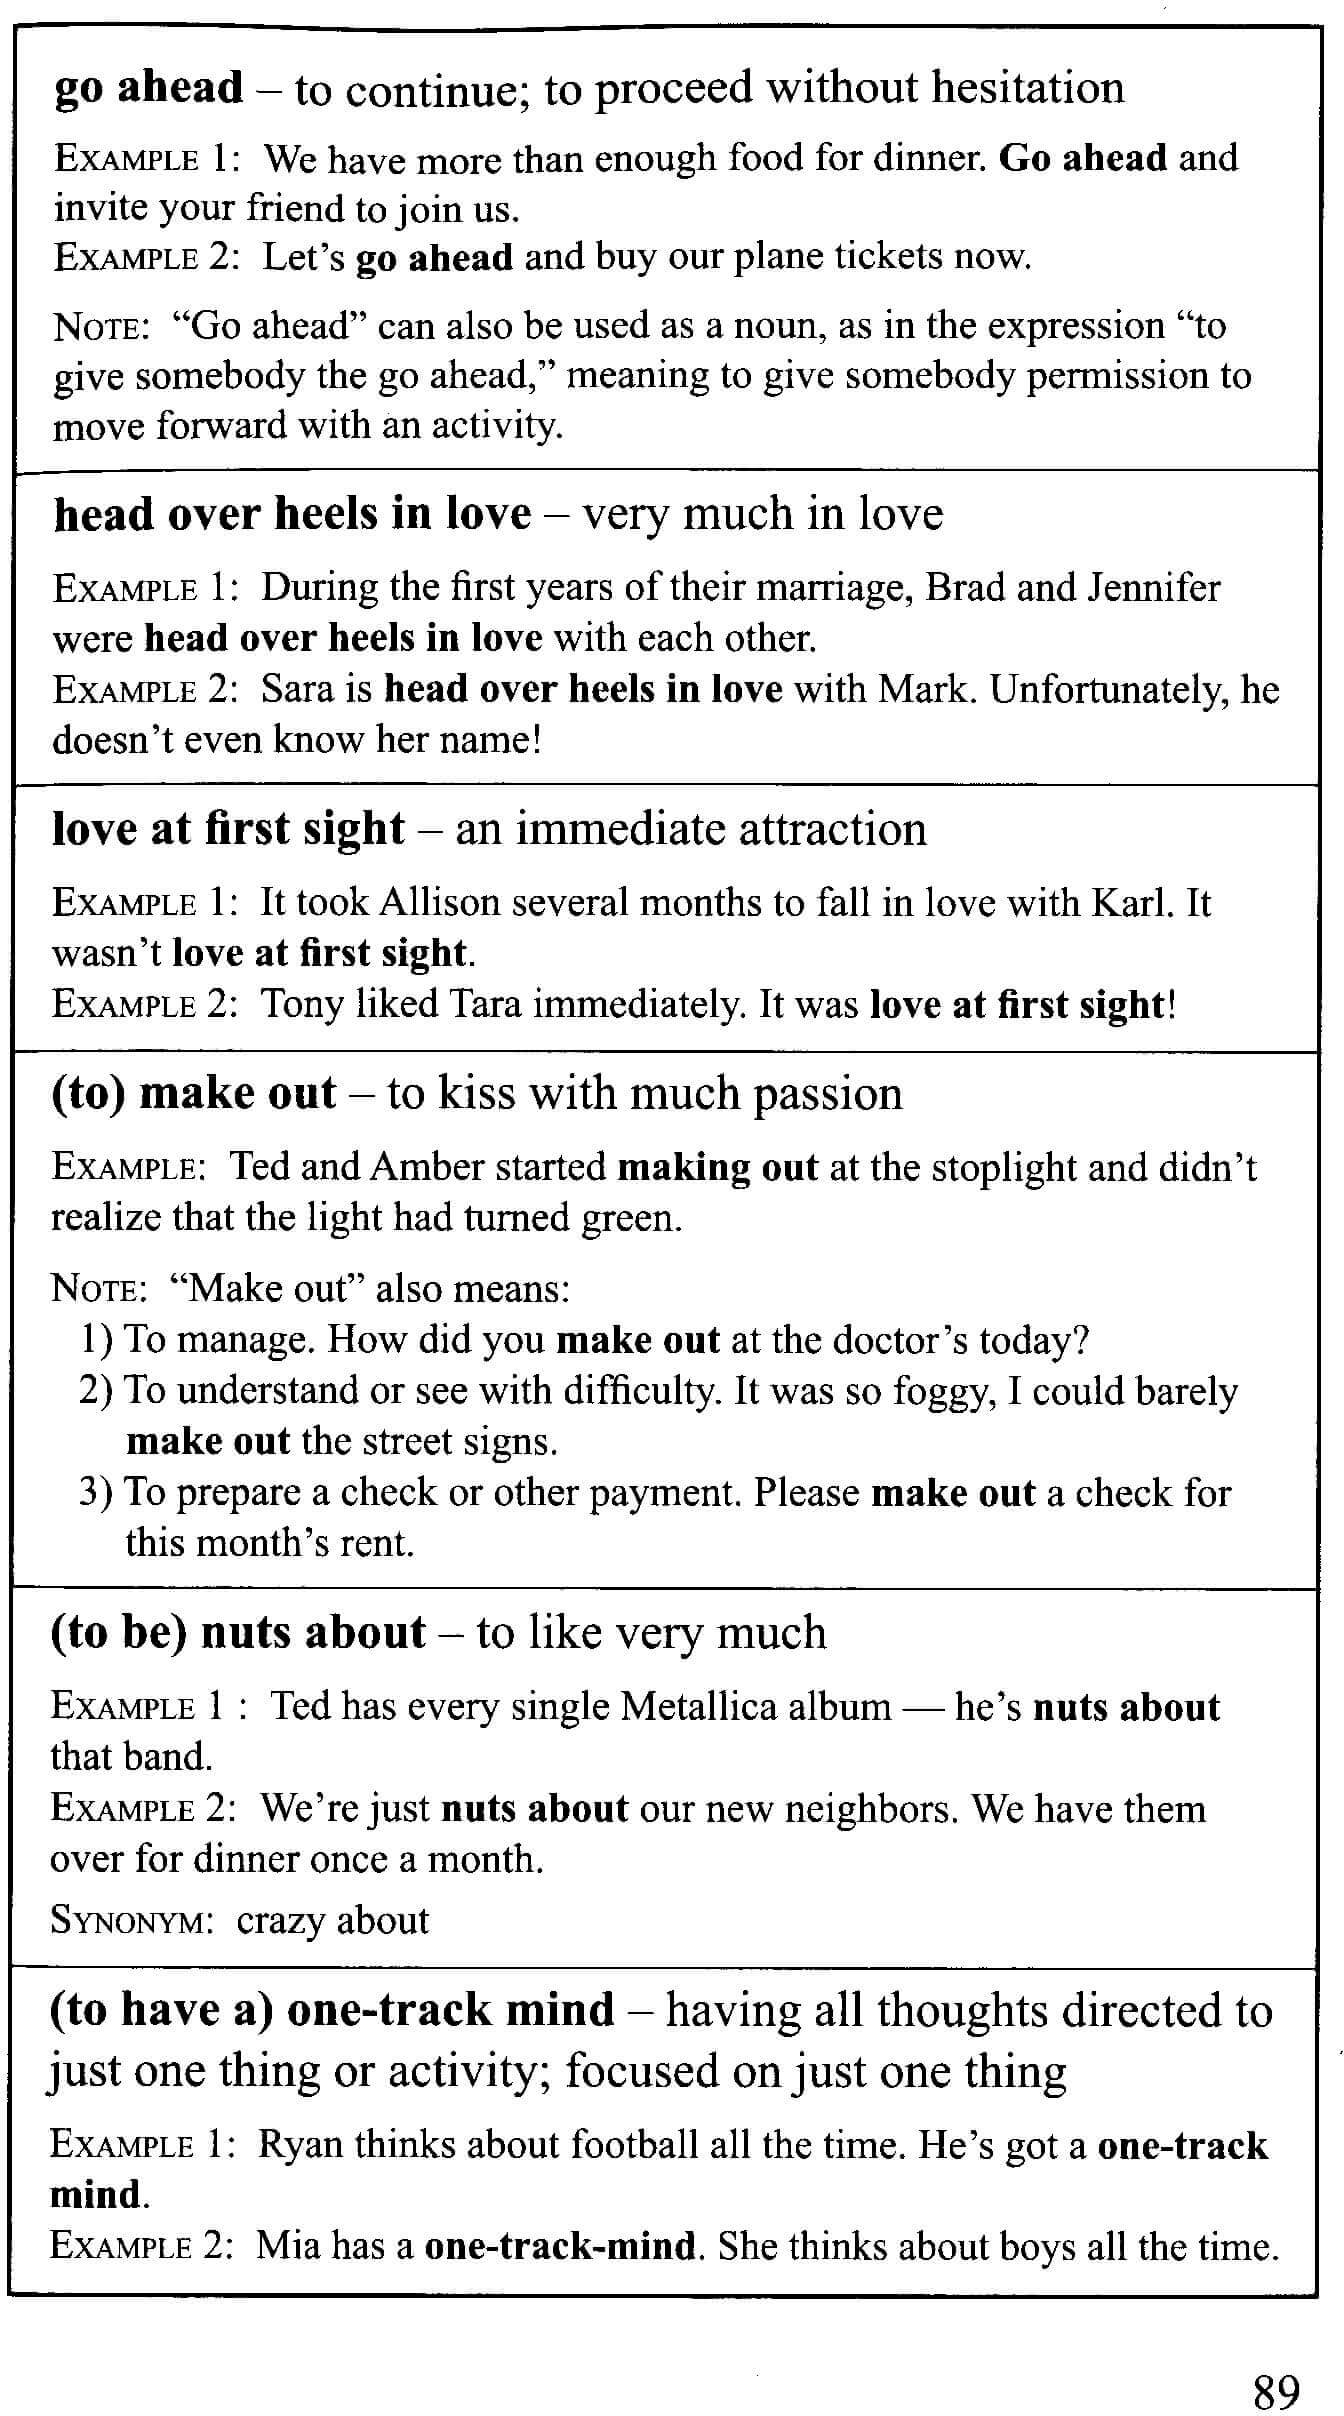 go ahead – to continue; to proceed without hesitation
EXAMPLE 1: We have more than enough food for dinner. Go ahead and
invite your friend to join us.
EXAMPLE 2: Let’s go ahead and buy our plane tickets now.
NOTE: “Go ahead” can also be used as a noun, as in the expression “to
give somebody the go ahead,” meaning to give somebody permission to
move forward with an activity.
head over heels in love – very much in love
EXAMPLE 1: During the first years of their marriage, Brad and Jennifer
were head over heels in love with each other.
EXAMPLE 2: Sara is head over heels in love with Mark. Unfortunately, he
doesn’t even know her name!
love at first sight – an immediate attraction
EXAMPLE 1: It took Allison several months to fall in love with Karl. It
wasn’t love at first sight.
EXAMPLE 2: Tony liked Tara immediately. It was love at first sight!
(to) make out – to kiss with much passion
EXAMPLE: Ted and Amber started making out at the stoplight and didn’t
realize that the light had turned green.
NOTE: “Make out” also means:
1) To manage. How did you make out at the doctor’s today?
2) To understand or see with difficulty. It was so foggy, I could barely
make out the street signs.
3) To prepare a check or other payment. Please make out a check for
this month’s rent.
(to be) nuts about – to like very much
EXAMPLE 1 : Ted has every single Metallica album — he’s nuts about
that band.
EXAMPLE 2: We’re just nuts about our new neighbors. We have them
over for dinner once a month.
SYNONYM: crazy about
(to have a) one-track mind – having all thoughts directed to
just one thing or activity; focused on just one thing
EXAMPLE 1: Ryan thinks about football all the time. He’s got a one-track
mind.
EXAMPLE 2: Mia has a one-track-mind. She thinks about boys all the time.
89